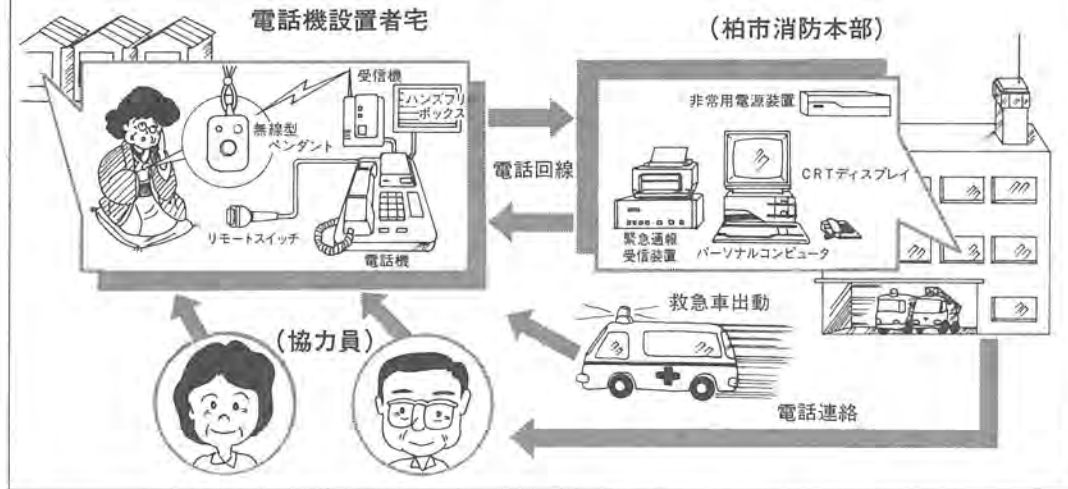 電話機設置者宅
(柏市消防本部)
受信機
ハンズフリー
ボックス
無線型
ペンダント
リモートスイッチ
電話機
電話回線
非常用電源装置
CRTディスプレイ
緊急通報
受信装置
パーソナルコンピュータ
救急車出動
(協力員)
電話連絡